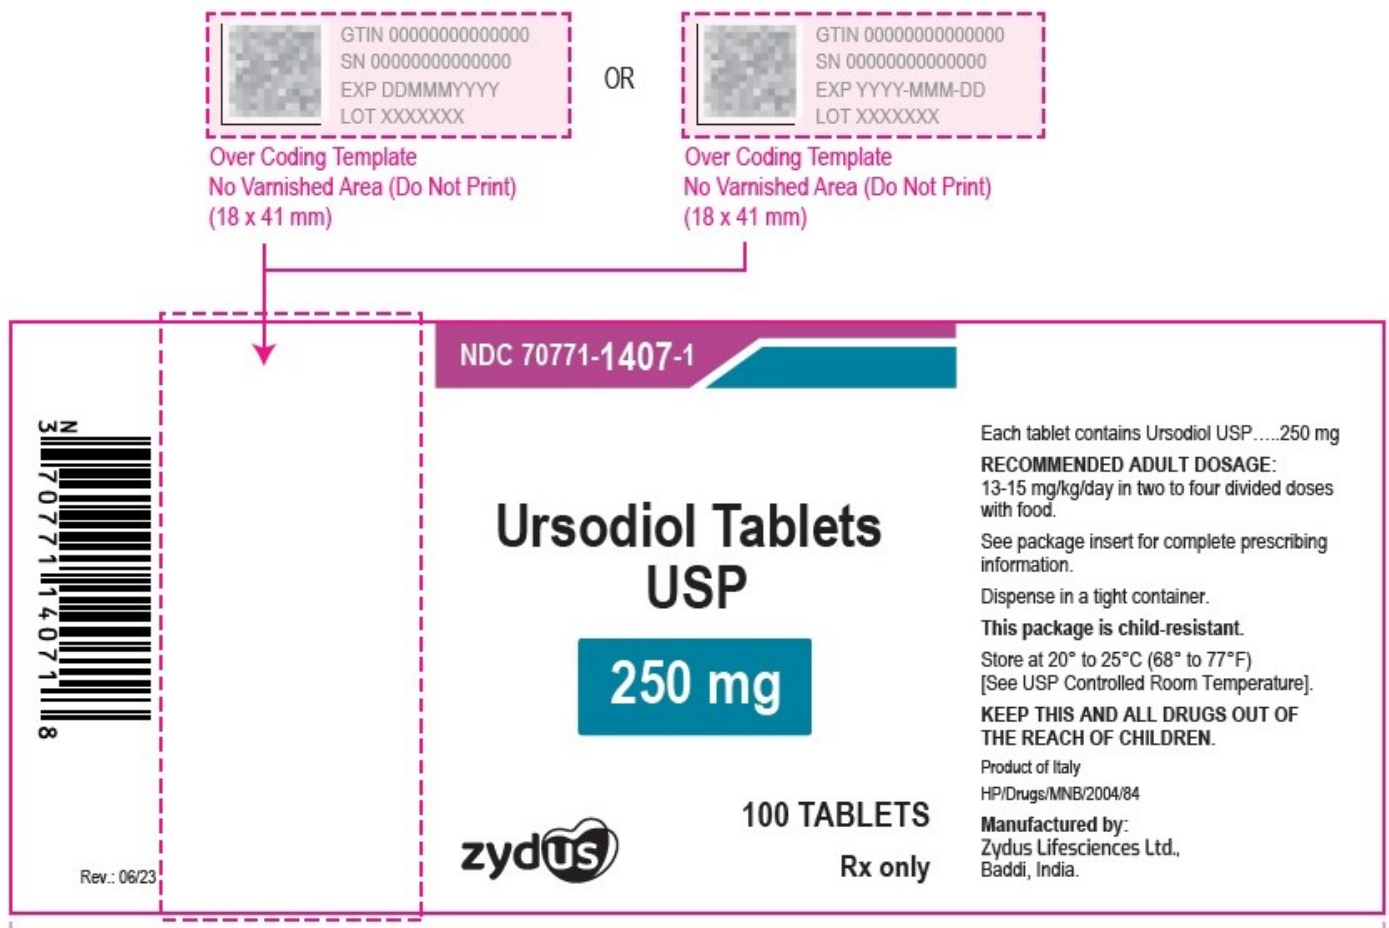 GTIN 00000000000000
SN 00000000000000
EXP DDMMMYYYY
LOT XXXXXXX
OR
GTIN 00000000000000
SN 00000000000000
EXP YYYY-MMM-DD
LOT XXXXXXX
Over Coding Template
No Varnished Area (Do Not Print)
(18 x 41 mm)
Over Coding Template
No Varnished Area (Do Not Print)
(18 x 41 mm)
N
3 70771 14071 8
Rev.: 06/23
NDC 70771-1407-1
Ursodiol Tablets
USP
250 mg
100 TABLETS
zydus
Rx only
Each tablet contains Ursodiol USP.....250 mg
RECOMMENDED ADULT DOSAGE:
13-15 mg/kg/day in two to four divided doses
with food.
See package insert for complete prescribing
information.
Dispense in a tight container.
This package is child-resistant.
Store at 20° to 25°C (68° to 77°F)
[See USP Controlled Room Temperature].
KEEP THIS AND ALL DRUGS OUT OF
THE REACH OF CHILDREN.
Product of Italy
HP/Drugs/MNB/2004/84
Manufactured by:
Zydus Lifesciences Ltd.,
Baddi, India.